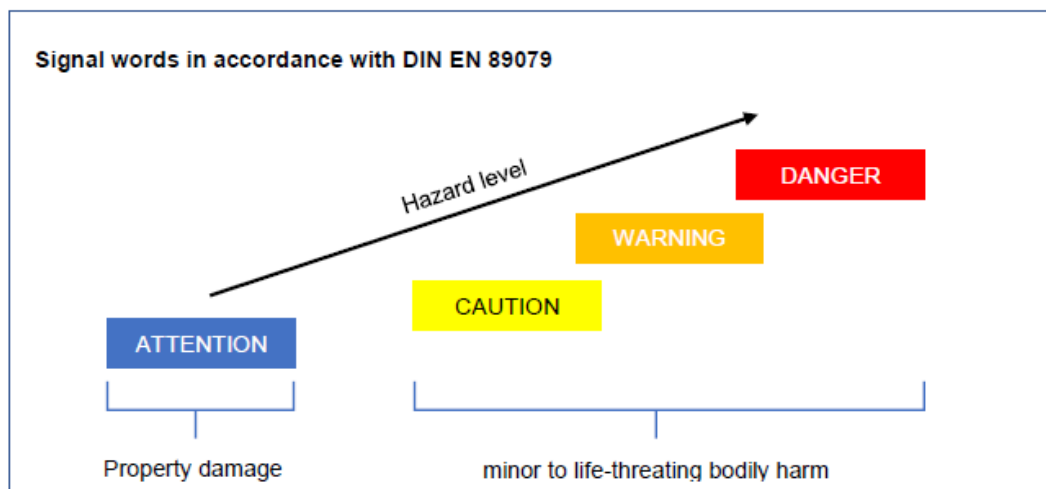 Signal words in accordance with DIN EN 89079
Hazard level
DANGER
WARNING
CAUTION
ATTENTION
Property damage
minor to life-threating bodily harm